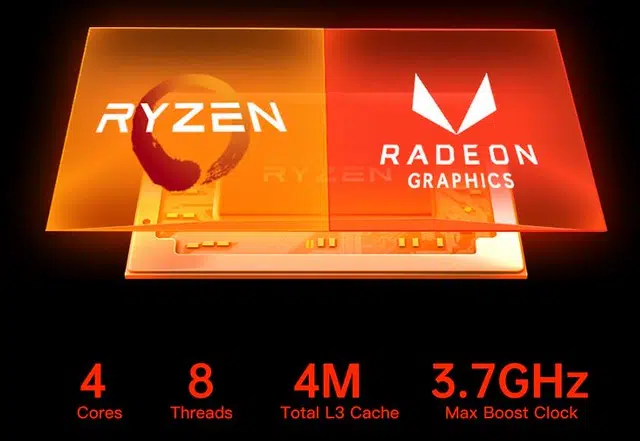 RYZEN
RADEON
GRAPHICS
RYZEN
4 8 4M 3.7GHz
Cores Threads Total L3 Cache Max Boost Clock